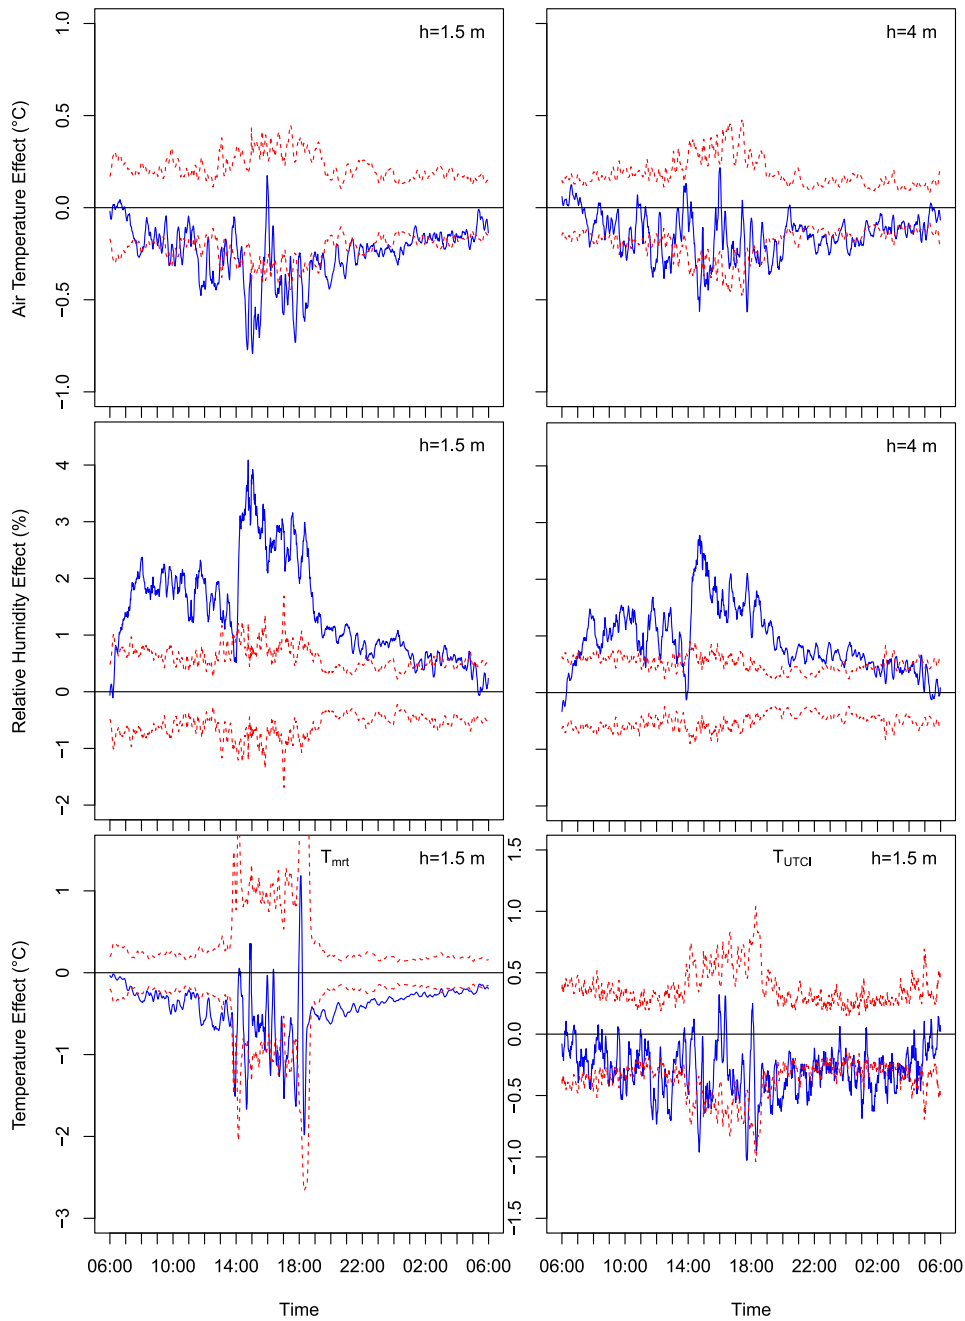 h=1.5 m
h=4 m
Air Temperature Effect (°C)
1.0
0.5
0.0
−0.5
−1.0
h=1.5 m
h=4 m
Relative Humidity Effect (%)
4
3
2
1
0
−1
−2
Tmrt h=1.5 m
TUTCI h=1.5 m
Temperature Effect (°C)
1
0
−1
−2
−3
1.5
1.0
0.5
0.0
−0.5
−1.0
−1.5
06:00 10:00 14:00 18:00 22:00 02:00 06:00
06:00 10:00 14:00 18:00 22:00 02:00 06:00
Time
Time